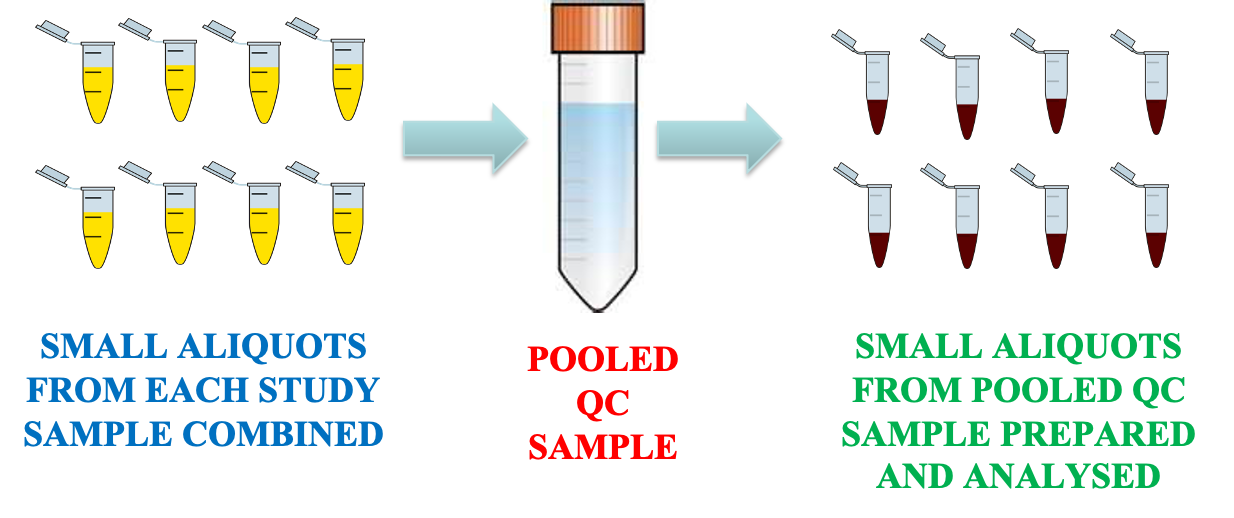 SMALL ALIQUOTS
FROM EACH STUDY
SAMPLE COMBINED
POOLED
QC
SAMPLE
SMALL ALIQUOTS
FROM POOLED QC
SAMPLE PREPARED
AND ANALYSED